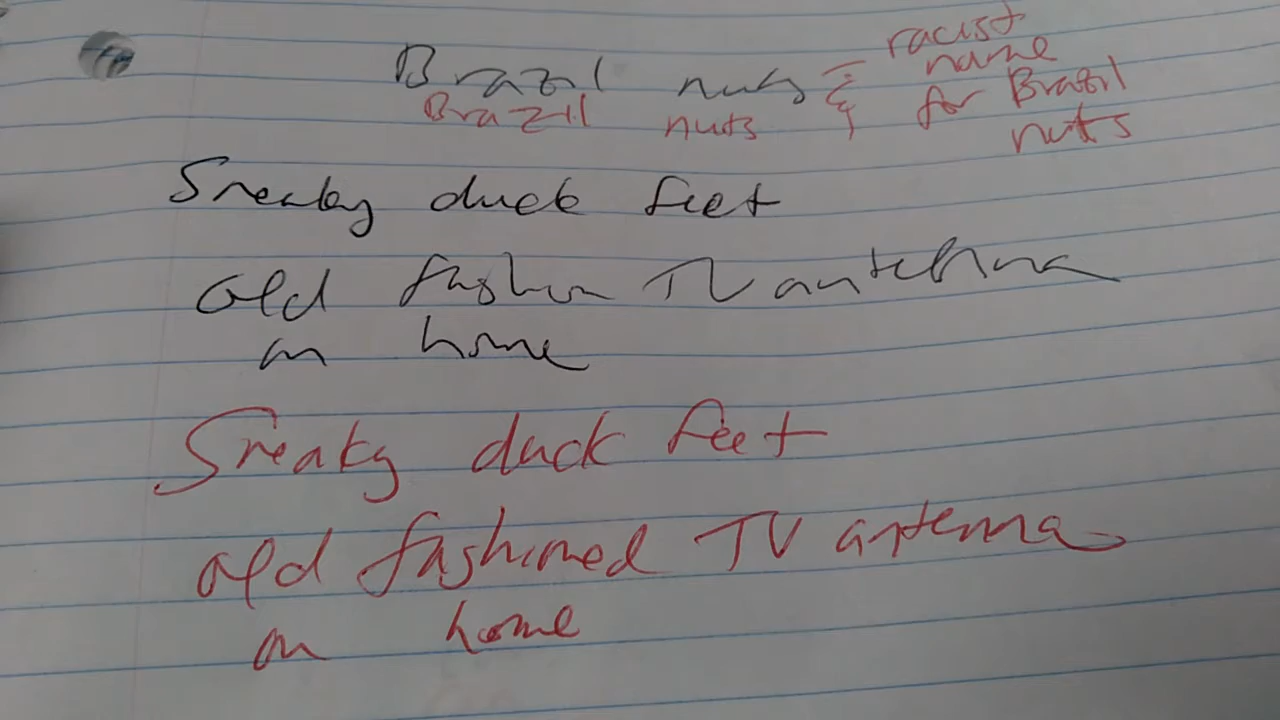 Brazil nuts & racist name for Brazil nuts
Brazil nuts
Sneaky duck feet
old fashion TV antenna
on home
Sneaky duck feet
old fashioned TV antenna
on home